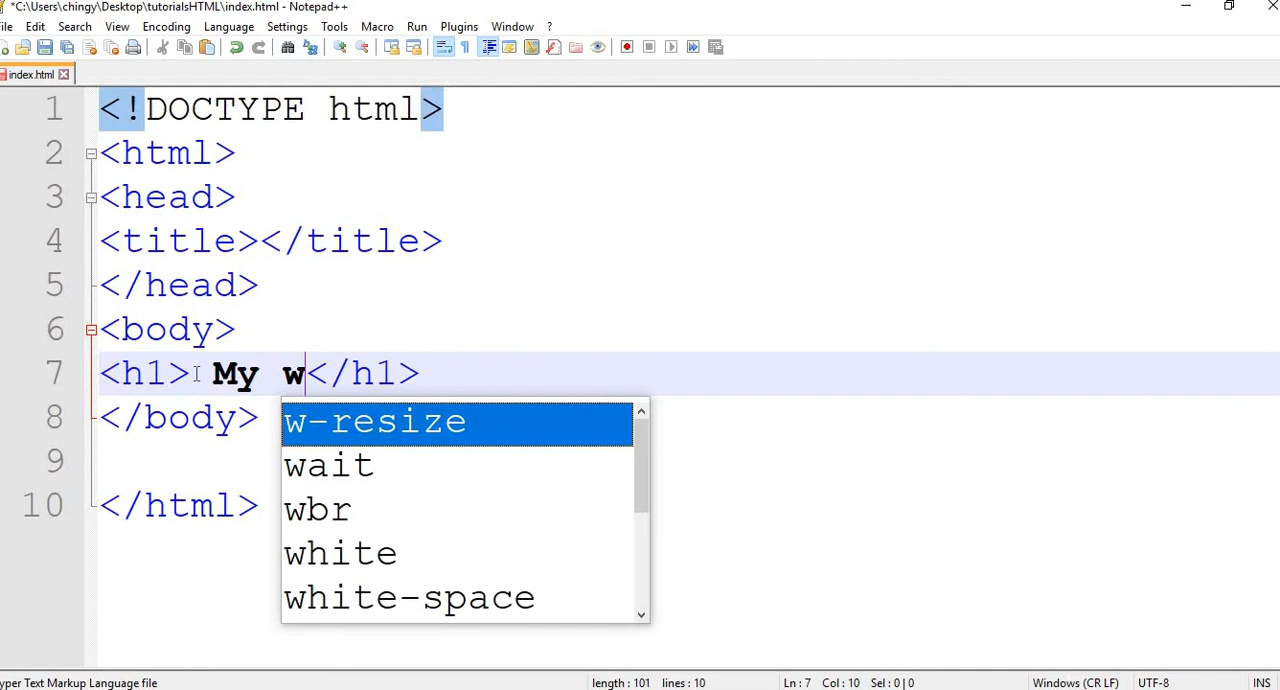 *C:\Users\chingy\Desktop\tutorialsHTML\index.html - Notepad++
Edit Search View Encoding Language Settings Tools Macro Run Plugins Window ?
index.html
1 <!DOCTYPE html>
2 <html>
3 <head>
4 <title></title>
5 </head>
6 <body>
7 <h1> My w</h1>
8 </body>
w-resize
9
wait
wbr
10 </html>
white
white-space
yper Text Markup Language file length : 101 lines : 10 Ln : 7 Col : 10 Sel : 0 | 0 Windows (CR LF) UTF-8 INS